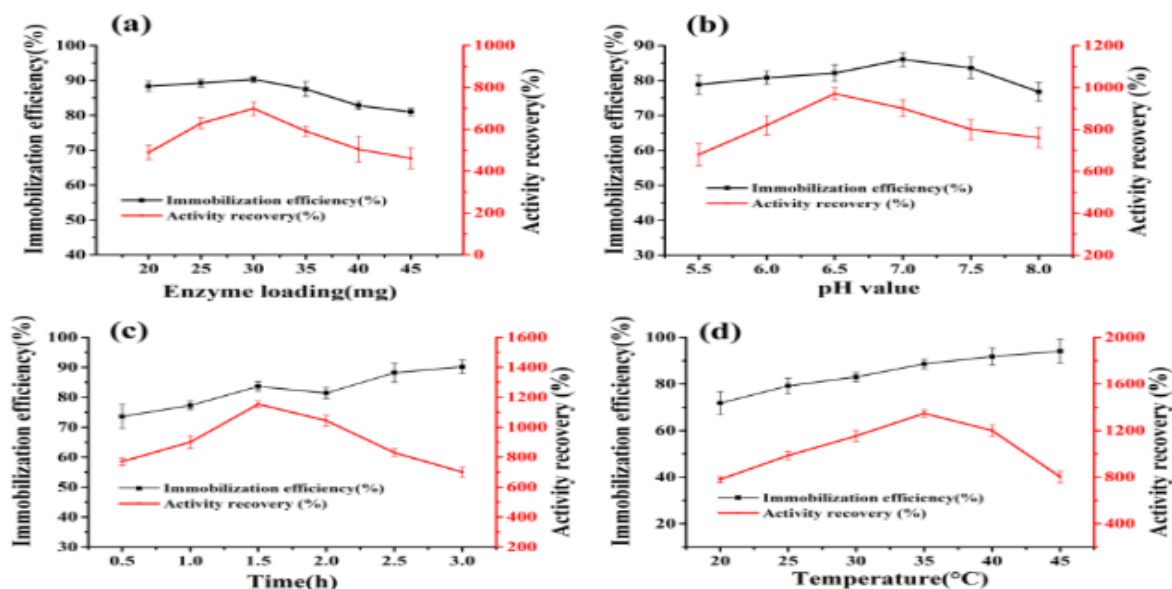 (a)
Immobilization efficiency(%)
100
90
80
70
60
50
40
1000
800
600
400
200
0
Activity recovery(%)
Immobilization efficiency(%)
Activity recovery(%)
20 25 30 35 40 45
Enzyme loading(mg)
(b)
Immobilization efficiency(%)
90
80
70
60
50
40
30
1200
1000
800
600
400
200
Activity recovery(%)
Immobilization efficiency(%)
Activity recovery (%)
5.5 6.0 6.5 7.0 7.5 8.0
pH value
(c)
Immobilization efficiency(%)
100
90
80
70
60
50
40
30
1600
1400
1200
1000
800
600
400
200
Activity recovery (%)
Immobilization efficiency(%)
Activity recovery (%)
0.5 1.0 1.5 2.0 2.5 3.0
Time(h)
(d)
Immobilization efficiency(%)
100
80
60
40
20
2000
1600
1200
800
400
Activity recovery (%)
Immobilization efficiency(%)
Activity recovery (%)
20 25 30 35 40 45
Temperature(°C)